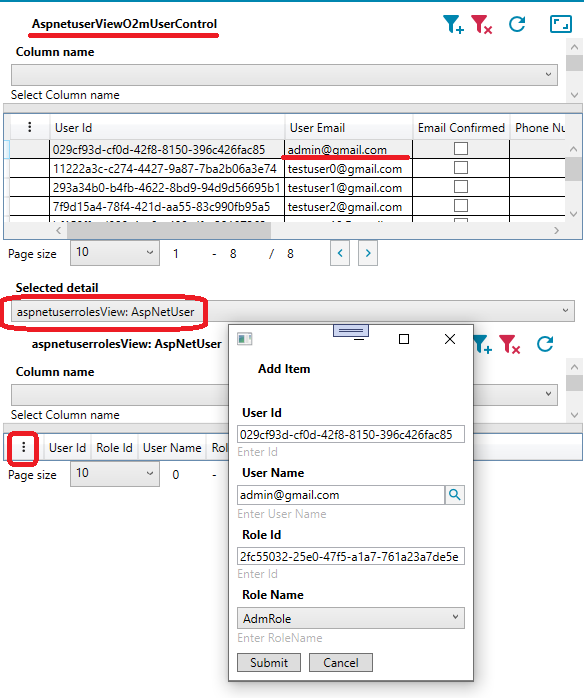 AspnetuserViewO2mUserControl
Column name
Select Column name
User Id User Email Email Confirmed Phone Nu
029cf93d-cf0d-42f8-8150-396c426fac85 admin@gmail.com
11222a3c-c274-4427-9a87-7ba2b06a3e74 testuser0@gmail.com
293a34b0-b4fb-4622-8bd9-94d9d56695b1 testuser1@gmail.com
7f9d15a4-78f4-421d-aa55-83c990fb95a5 testuser2@gmail.com
Page size 10 1 - 8 / 8
Selected detail
aspnetuserrolesView: AspNetUser
aspnetuserrolesView: AspNetUser
Column name
Select Column name
User Id Role Id User Name Rol
Page size 10 0 -
Add Item
User Id
029cf93d-cf0d-42f8-8150-396c426fac85
Enter Id
User Name
admin@gmail.com
Enter User Name
Role Id
2fc55032-25e0-47f5-a1a7-761a23a7de5e
Enter Id
Role Name
AdmRole
Enter RoleName
Submit Cancel